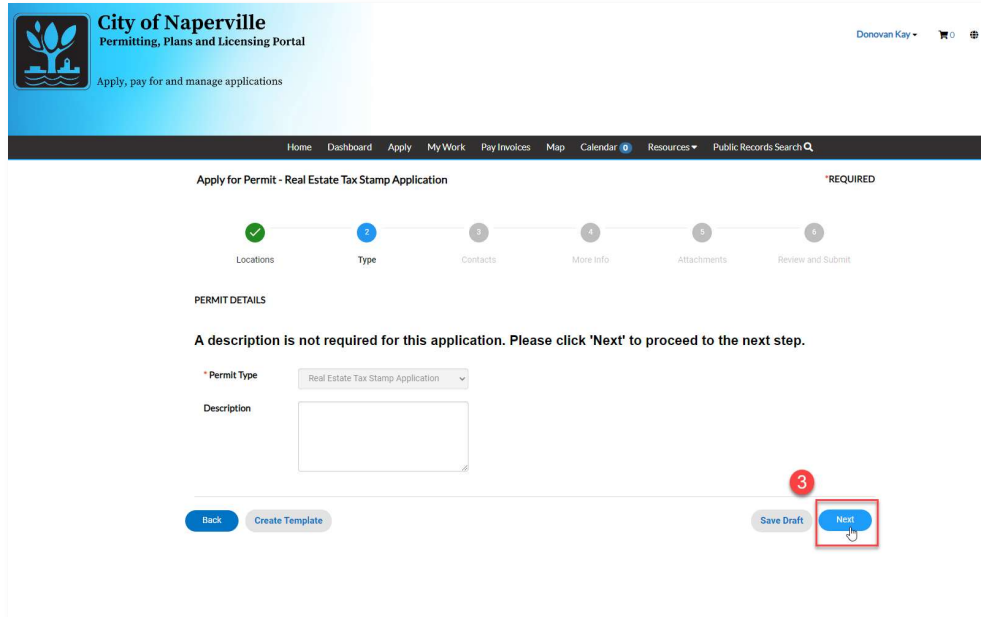 City of Naperville
Permitting, Plans and Licensing Portal
Apply, pay for and manage applications
Donovan Kay
0
Home Dashboard Apply My Work Pay Invoices Map Calendar 0 Resources Public Records Search
Apply for Permit - Real Estate Tax Stamp Application
*REQUIRED
2 3 4 5 6
Locations Type Contacts More Info Attachments Review and Submit
PERMIT DETAILS
A description is not required for this application. Please click 'Next' to proceed to the next step.
* Permit Type Real Estate Tax Stamp Application
Description
3
Back Create Template Save Draft Next